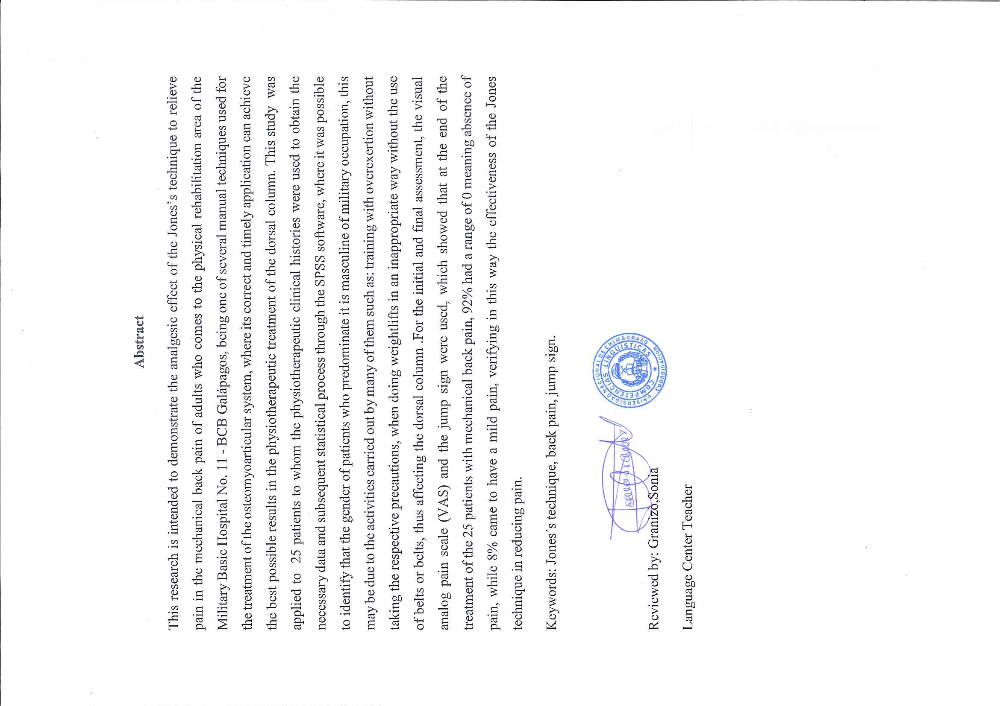 Abstract
This research is intended to demonstrate the analgesic effect of the Jones's technique to relieve
pain in the mechanical back pain of adults who comes to the physical rehabilitation area of the
Military Basic Hospital No. 11 - BCB Galápagos, being one of several manual techniques used for
the treatment of the osteomyoarticular system, where its correct and timely application can achieve
the best possible results in the physiotherapeutic treatment of the dorsal column. This study was
applied to 25 patients to whom the physiotherapeutic clinical histories were used to obtain the
necessary data and subsequent statistical process through the SPSS software, where it was possible
to identify that the gender of patients who predominate it is masculine of military occupation, this
may be due to the activities carried out by many of them such as: training with overexertion without
taking the respective precautions, when doing weightlifts in an inappropriate way without the use
of belts or belts, thus affecting the dorsal column .For the initial and final assessment, the visual
analog pain scale (VAS) and the jump sign were used, which showed that at the end of the
treatment of the 25 patients with mechanical back pain, 92% had a range of 0 meaning absence of
pain, while 8% came to have a mild pain, verifying in this way the effectiveness of the Jones
technique in reducing pain.
Keywords: Jones´s technique, back pain, jump sign.
UNIVERSIDAD NACIONAL DE CHIMBORAZO
COMPETENCIAS LINGUISTICAS
COORDINACION
Reviewed by: Granizo,Sonia
Language Center Teacher